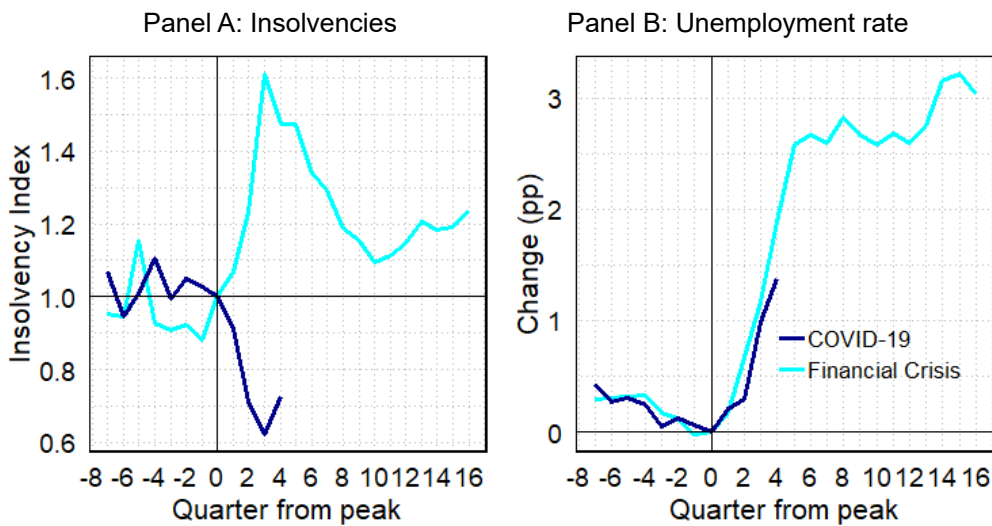 Panel A: Insolvencies
Insolvency Index
1.6
1.4
1.2
1.0
0.8
0.6
-8 -6 -4 -2 0 2 4 6 8 10 12 14 16
Quarter from peak
Panel B: Unemployment rate
Change (pp)
3
2
1
0
COVID-19
Financial Crisis
-8 -6 -4 -2 0 2 4 6 8 10 12 14 16
Quarter from peak